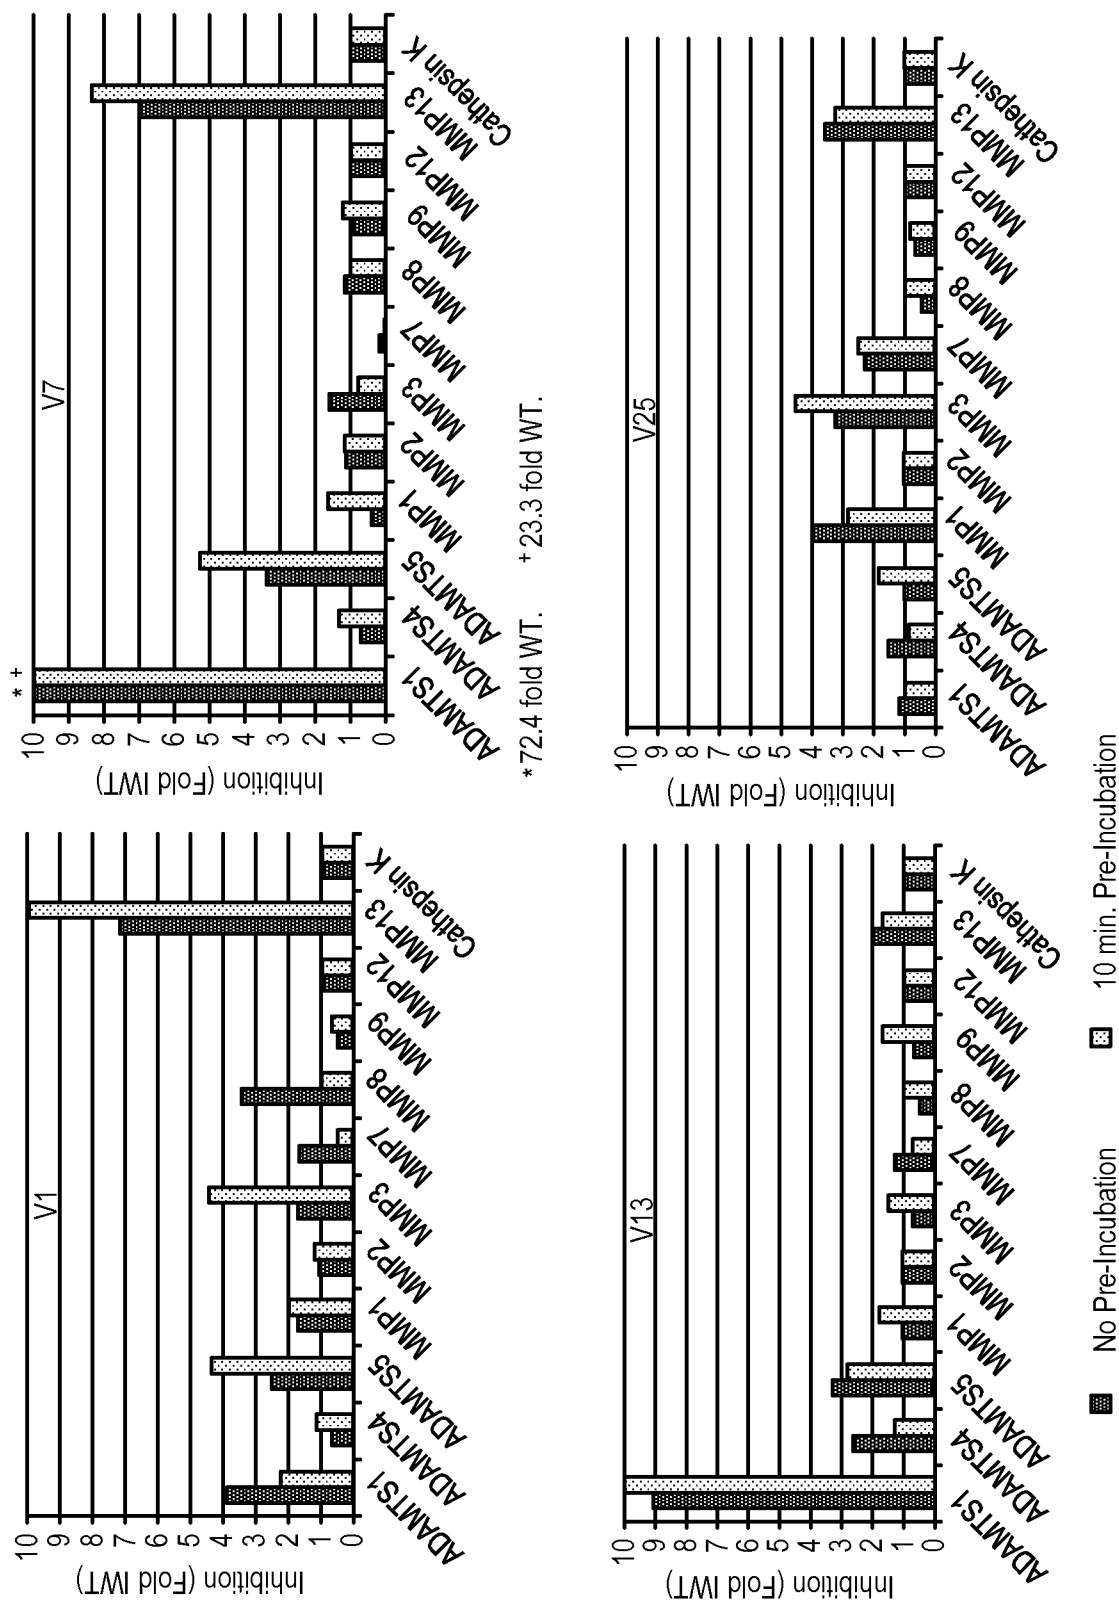 V1
Inhibition (Fold IWT)
10
9
8
7
6
5
4
3
2
1
0
ADAMTS1
ADAMTS4
ADAMTS5
MMP1
MMP2
MMP3
MMP7
MMP8
MMP9
MMP12
MMP13
Cathepsin K
V7
* +
Inhibition (Fold IWT)
10
9
8
7
6
5
4
3
2
1
0
ADAMTS1
ADAMTS4
ADAMTS5
MMP1
MMP2
MMP3
MMP7
MMP8
MMP9
MMP12
MMP13
Cathepsin K
*72.4 fold WT. +23.3 fold WT.
V13
Inhibition (Fold IWT)
10
9
8
7
6
5
4
3
2
1
0
ADAMTS1
ADAMTS4
ADAMTS5
MMP1
MMP2
MMP3
MMP7
MMP8
MMP9
MMP12
MMP13
Cathepsin K
V25
Inhibition (Fold IWT)
10
9
8
7
6
5
4
3
2
1
0
ADAMTS1
ADAMTS4
ADAMTS5
MMP1
MMP2
MMP3
MMP7
MMP8
MMP9
MMP12
MMP13
Cathepsin K
No Pre-Incubation 10 min. Pre-Incubation